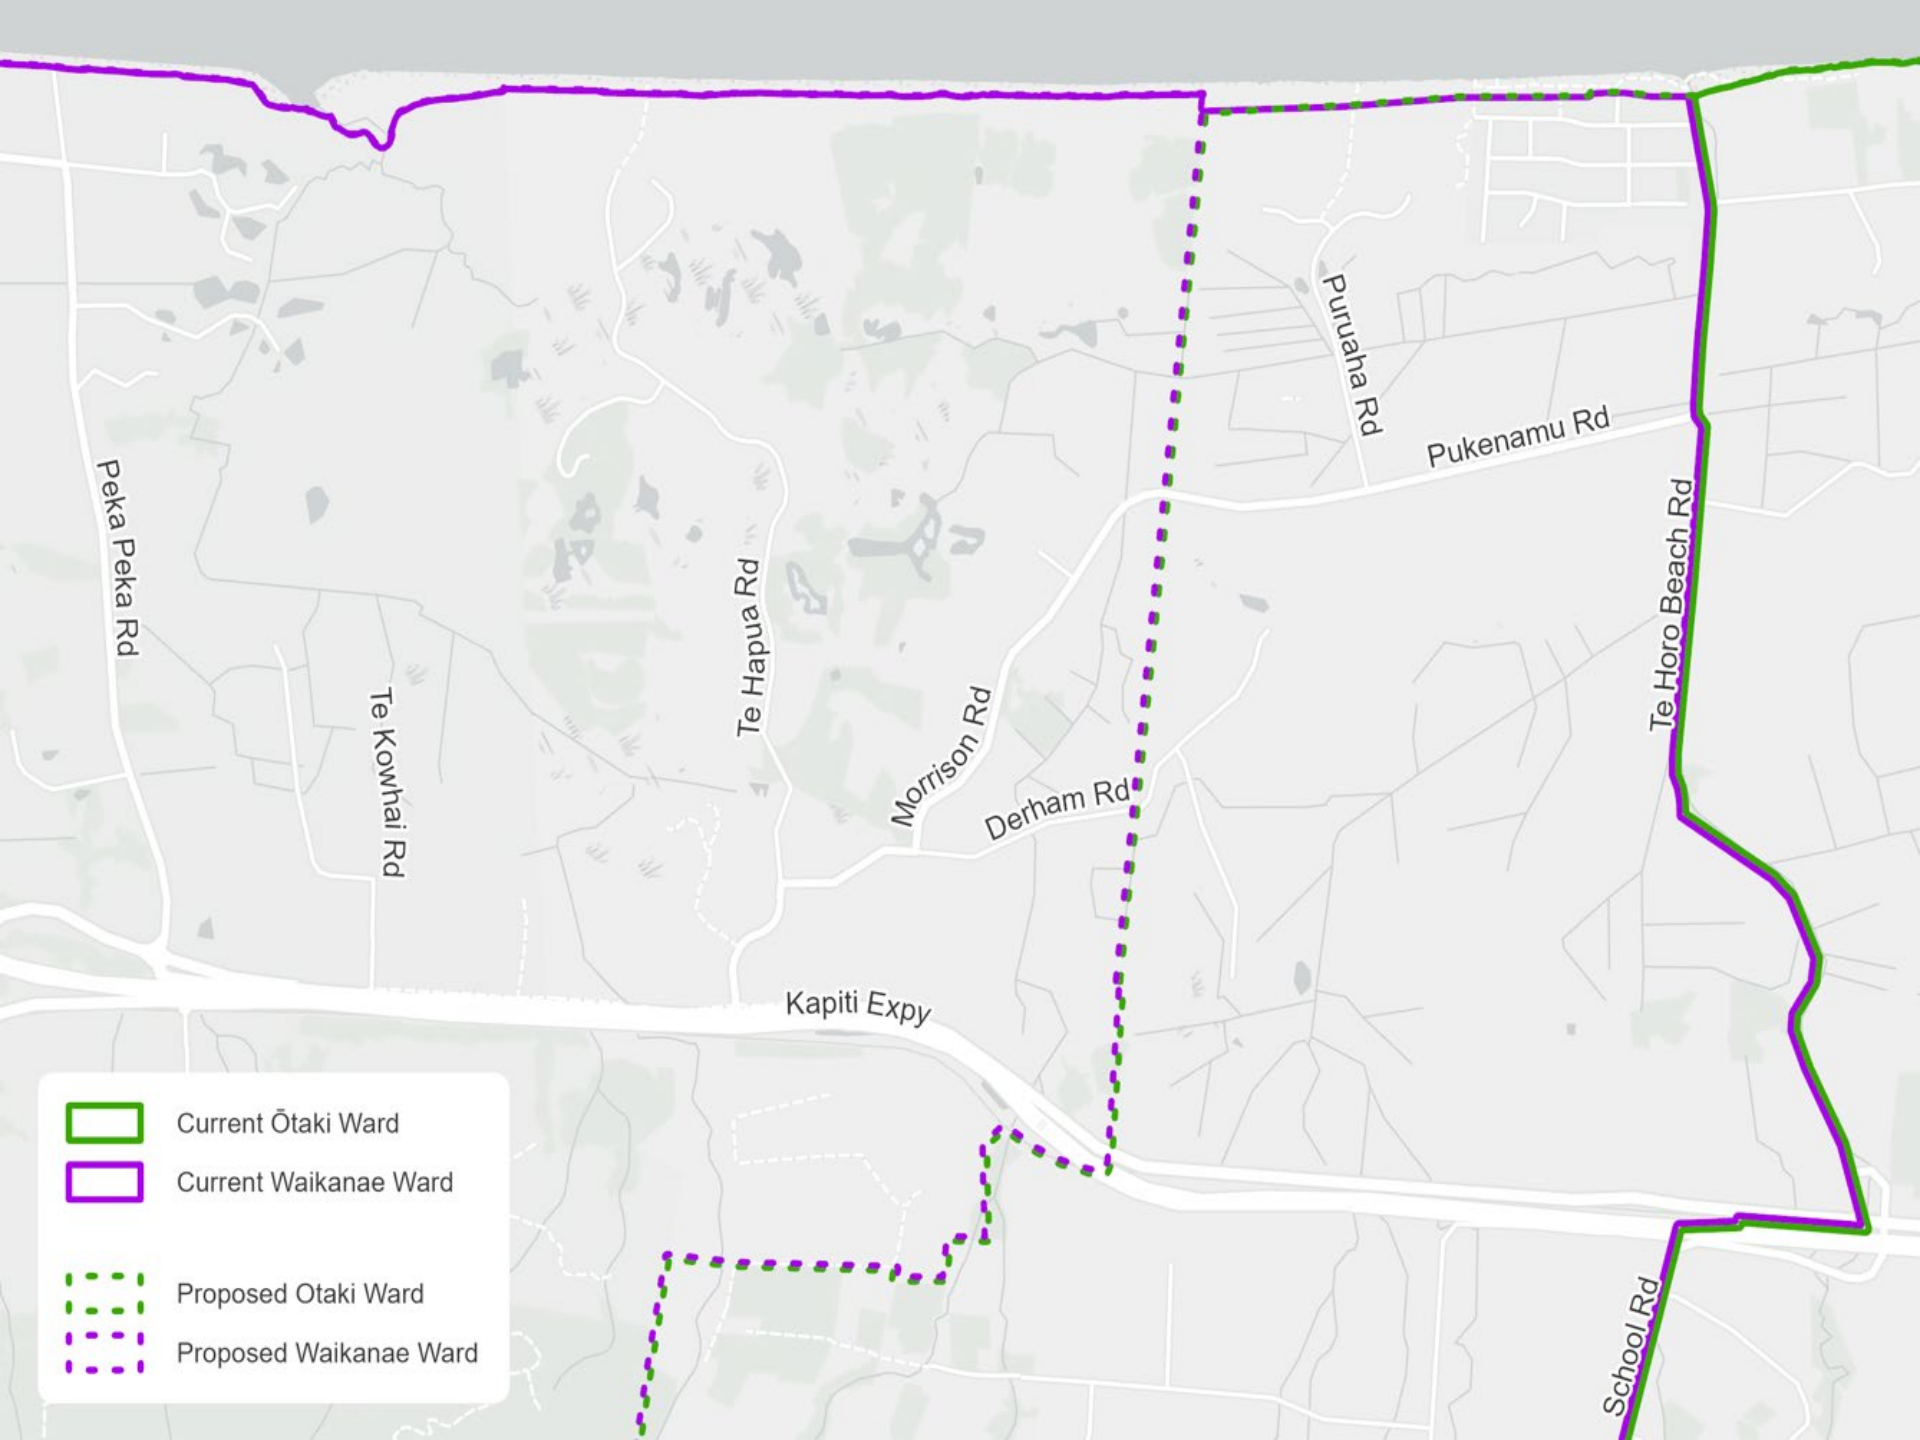 Puruaha Rd
Pukenamu Rd
Peka Peka Rd
Te Horo Beach Rd
Te Hapua Rd
Te Kowhai Rd
Morrison Rd
Derham Rd
Kapiti Expy
School Rd
Current Ōtaki Ward
Current Waikanae Ward
Proposed Otaki Ward
Proposed Waikanae Ward